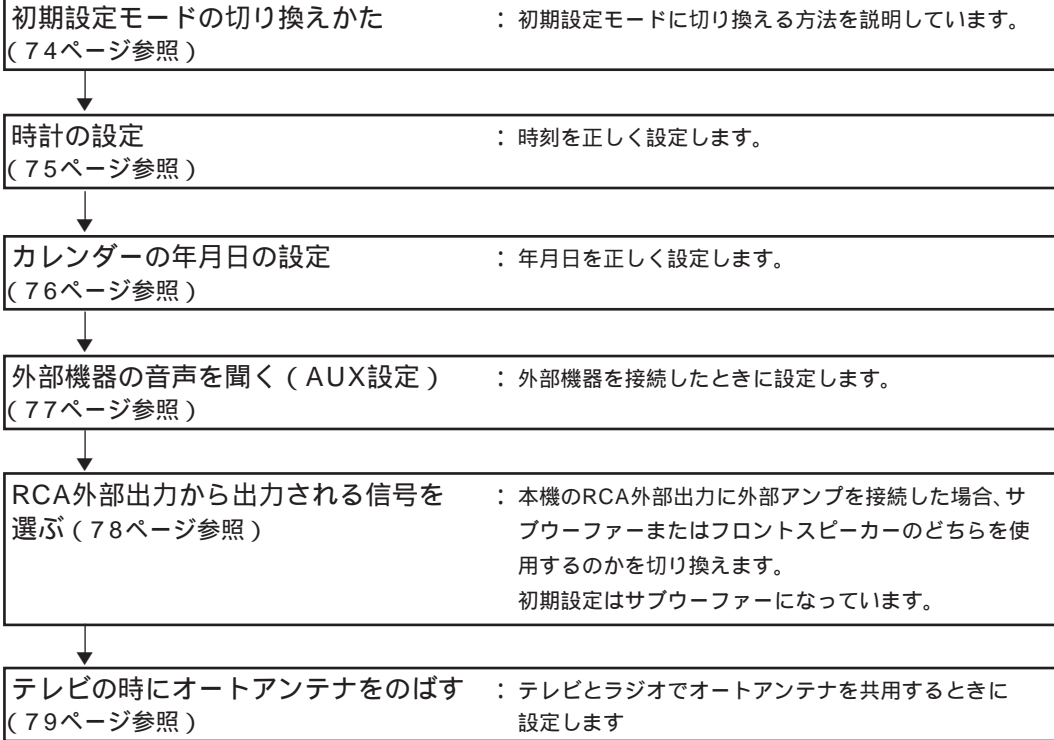 初期設定モードの切り換えかた
：初期設定モードに切り換える方法を説明しています。
(74ページ参照)
時計の設定
：時刻を正しく設定します。
(75ページ参照)
カレンダーの年月日の設定
：年月日を正しく設定します。
(76ページ参照)
外部機器の音声を聞く(AUX設定)
：外部機器を接続したときに設定します。
(77ページ参照)
RCA外部出力から出力される信号を
選ぶ(78ページ参照)
：本機のRCA外部出力に外部アンプを接続した場合、サ
ブウーファーまたはフロントスピーカーのどちらを使
用するのかを切り換えます。
初期設定はサブウーファーになっています。
テレビの時にオートアンテナをのばす
(79ページ参照)
：テレビとラジオでオートアンテナを共用するときに
設定します